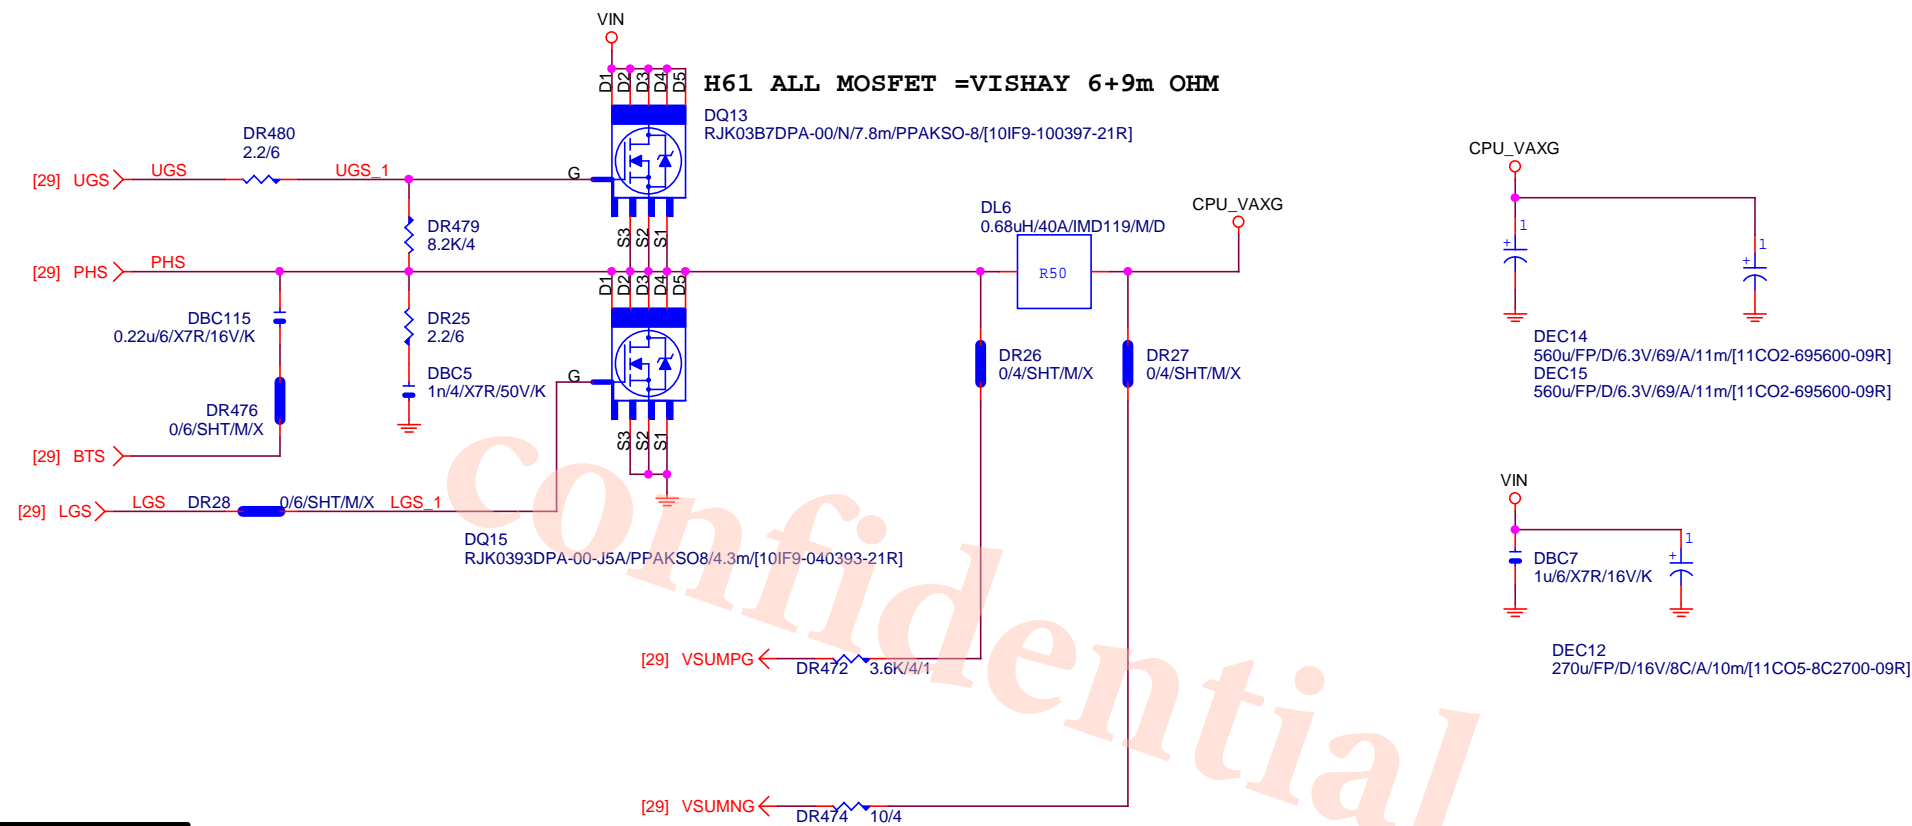 VIN
D1 D2 D3 D4 D5
H61 ALL MOSFET =VISHAY 6+9m OHM
DQ13
RJK03B7DPA-00/N/7.8m/PPAKSO-8/[10IF9-100397-21R]
DR480
2.2/6
[29] UGS
UGS
UGS_1
G
S3 S2 S1
DR479
8.2K/4
[29] PHS
PHS
D1 D2 D3 D4 D5
DL6
0.68uH/40A/IMD119/M/D
R50
CPU_VAXG
DBC115
0.22u/6/X7R/16V/K
DR25
2.2/6
DBC5
1n/4/X7R/50V/K
G
S3 S2 S1
DR476
0/6/SHT/M/X
[29] BTS
DR26
0/4/SHT/M/X
DR27
0/4/SHT/M/X
[29] LGS
LGS
DR28
0/6/SHT/M/X
LGS_1
DQ15
RJK0393DPA-00-J5A/PPAKSO8/4.3m/[10IF9-040393-21R]
[29] VSUMPG
DR472
3.6K/4/1
[29] VSUMNG
DR474
10/4
CPU_VAXG
+ 1
+ 1
DEC14
560u/FP/D/6.3V/69/A/11m/[11CO2-695600-09R]
DEC15
560u/FP/D/6.3V/69/A/11m/[11CO2-695600-09R]
VIN
DBC7
1u/6/X7R/16V/K
+ 1
DEC12
270u/FP/D/16V/8C/A/10m/[11CO5-8C2700-09R]
confidential